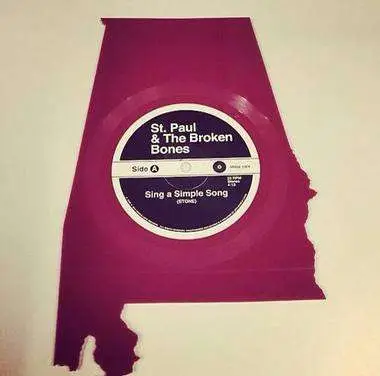 St. Paul
& The Broken
Bones
Side A
Sing a Simple Song
(STONE)